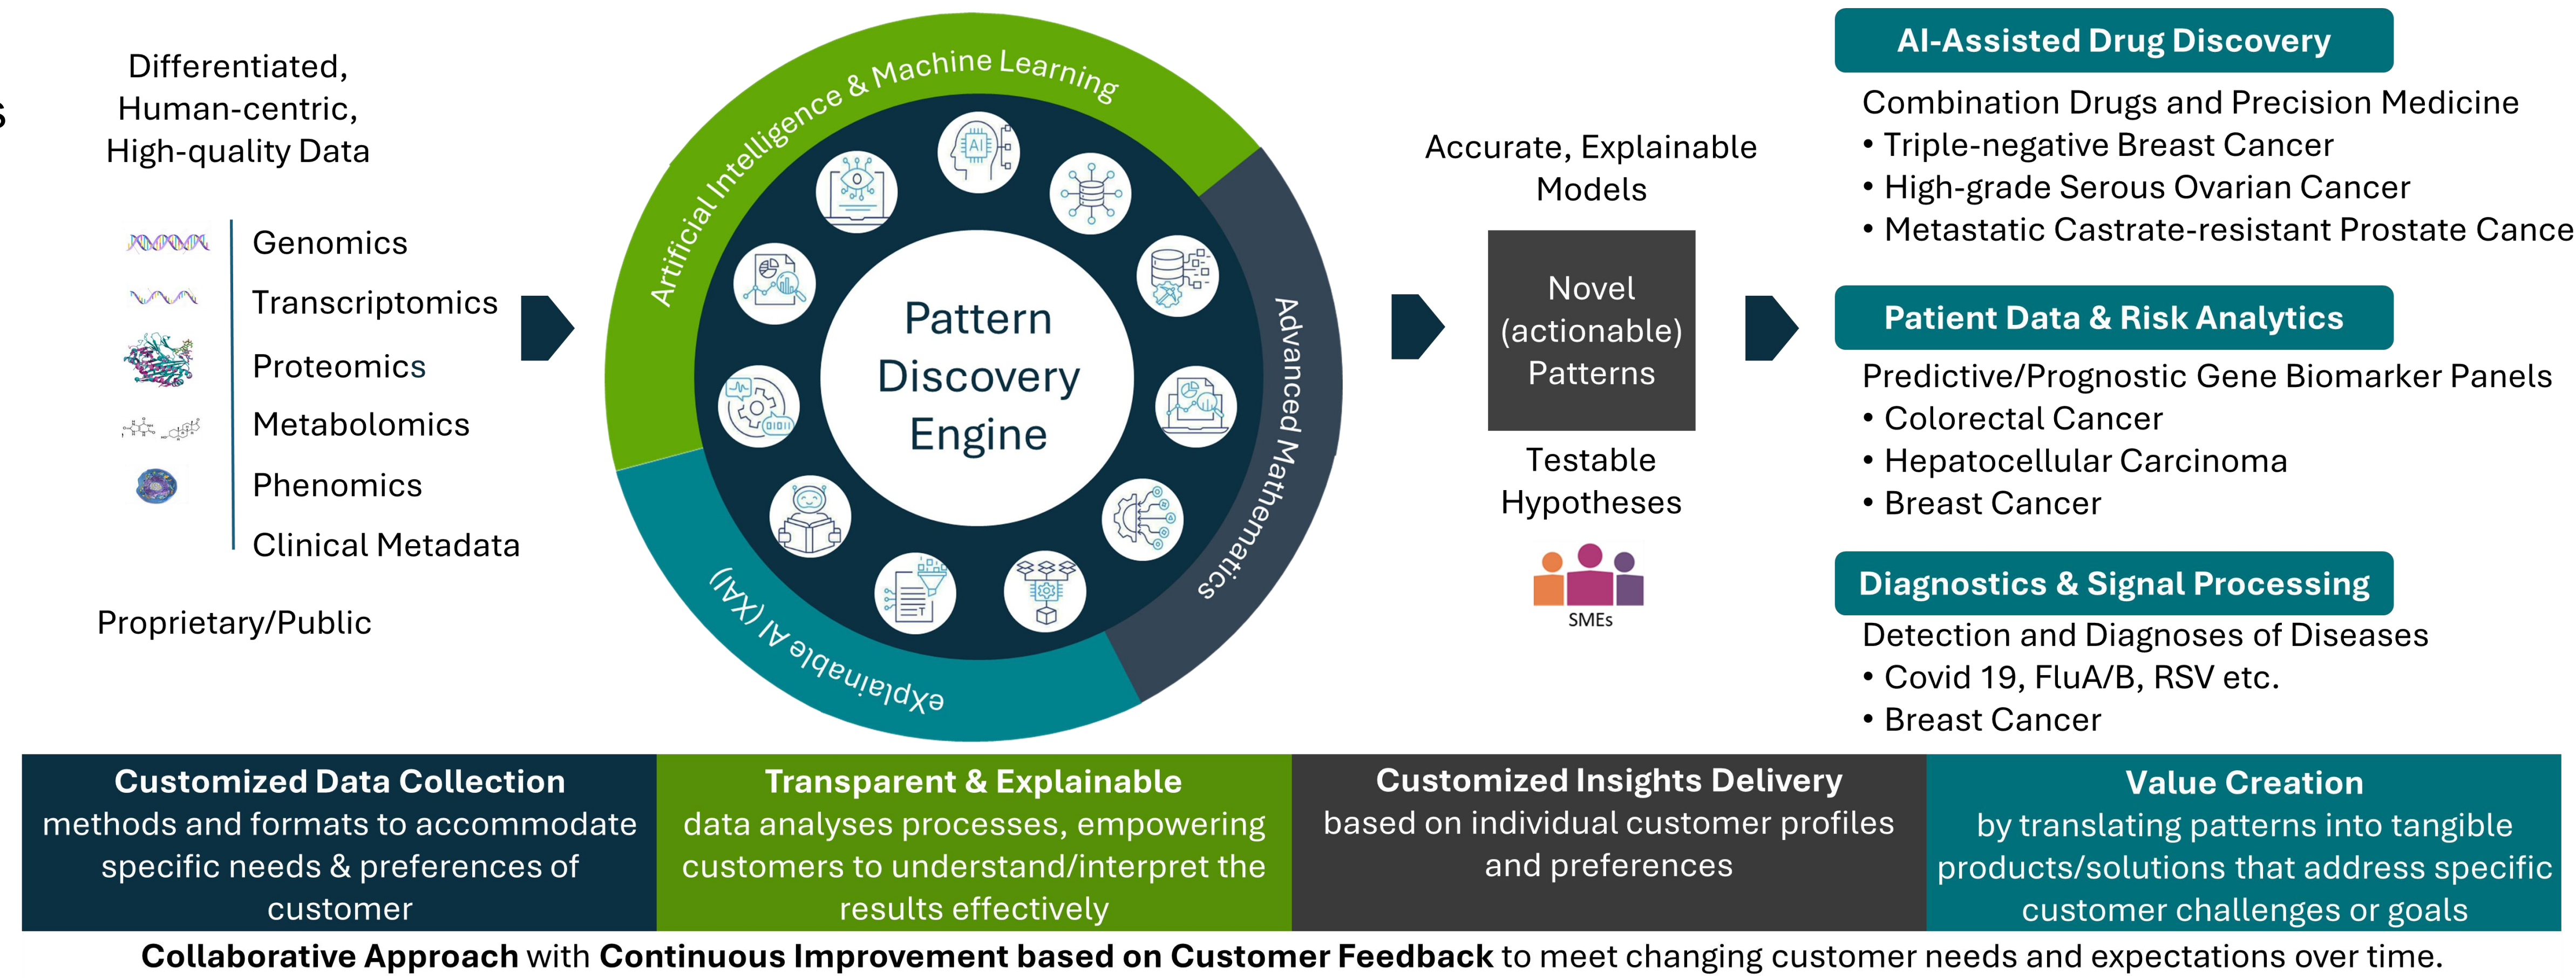 s
Differentiated,
Human-centric,
High-quality Data
Genomics
Transcriptomics
Proteomics
Metabolomics
Phenomics
Clinical Metadata
Proprietary/Public
Artificial Intelligence & Machine Learning
Advanced Mathematics
eXplainable AI (XAI)
AI
Pattern
Discovery
Engine
Accurate, Explainable
Models
Novel
(actionable)
Patterns
Testable
Hypotheses
SMEs
AI-Assisted Drug Discovery
Combination Drugs and Precision Medicine
• Triple-negative Breast Cancer
• High-grade Serous Ovarian Cancer
• Metastatic Castrate-resistant Prostate Cance
Patient Data & Risk Analytics
Predictive/Prognostic Gene Biomarker Panels
• Colorectal Cancer
• Hepatocellular Carcinoma
• Breast Cancer
Diagnostics & Signal Processing
Detection and Diagnoses of Diseases
• Covid 19, FluA/B, RSV etc.
• Breast Cancer
Customized Data Collection
methods and formats to accommodate
specific needs & preferences of
customer
Transparent & Explainable
data analyses processes, empowering
customers to understand/interpret the
results effectively
Customized Insights Delivery
based on individual customer profiles
and preferences
Value Creation
by translating patterns into tangible
products/solutions that address specific
customer challenges or goals
Collaborative Approach with Continuous Improvement based on Customer Feedback to meet changing customer needs and expectations over time.